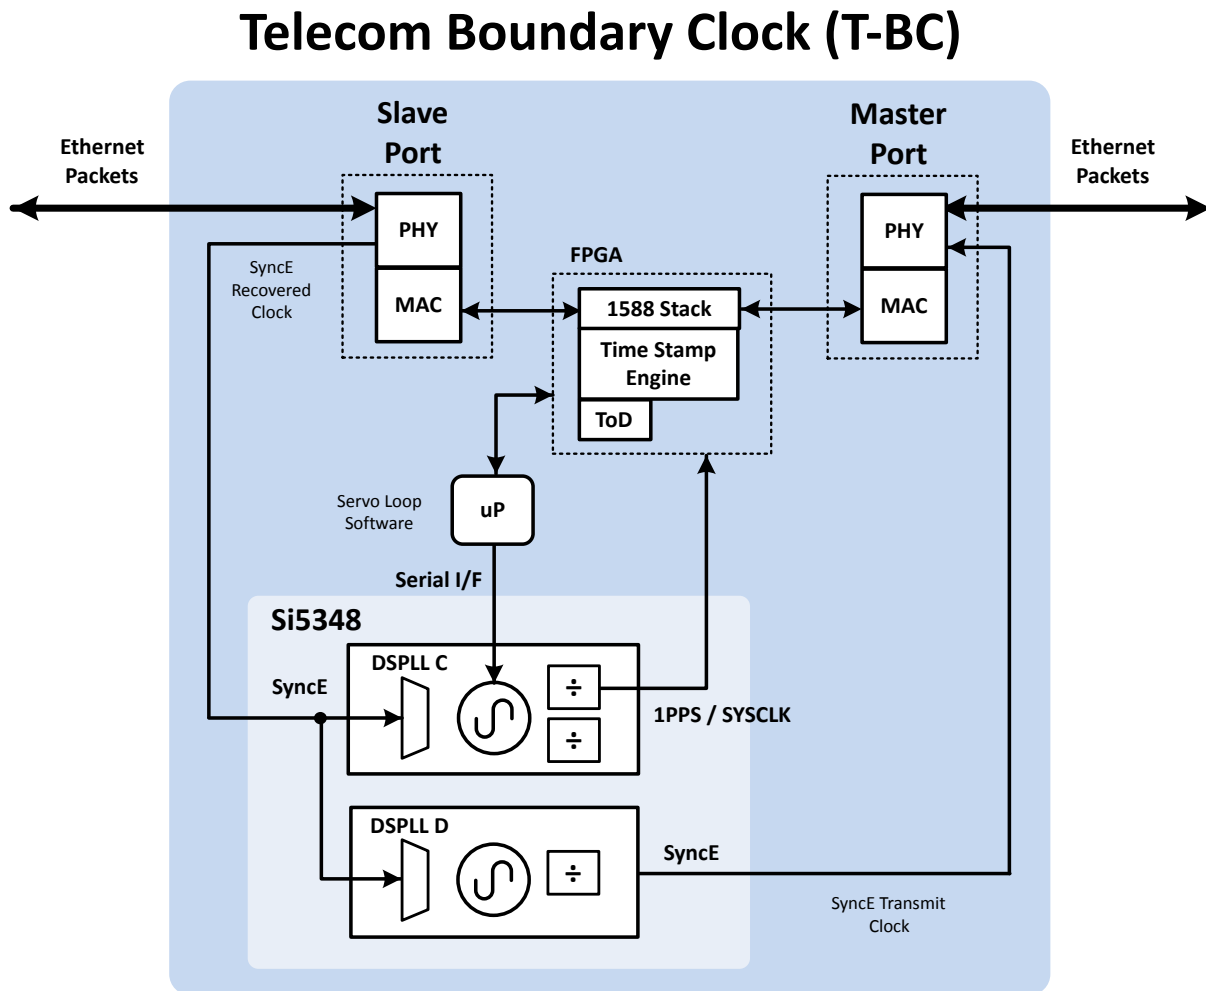 Telecom Boundary Clock (T-BC)
Slave
Port
Master
Port
Ethernet
Packets
Ethernet
Packets
PHY
MAC
PHY
MAC
SyncE
Recovered
Clock
FPGA
1588 Stack
Time Stamp
Engine
ToD
Servo Loop
Software
uP
Serial I/F
Si5348
DSPLL C
SyncE
÷
÷
1PPS / SYSCLK
DSPLL D
÷
SyncE
SyncE Transmit
Clock